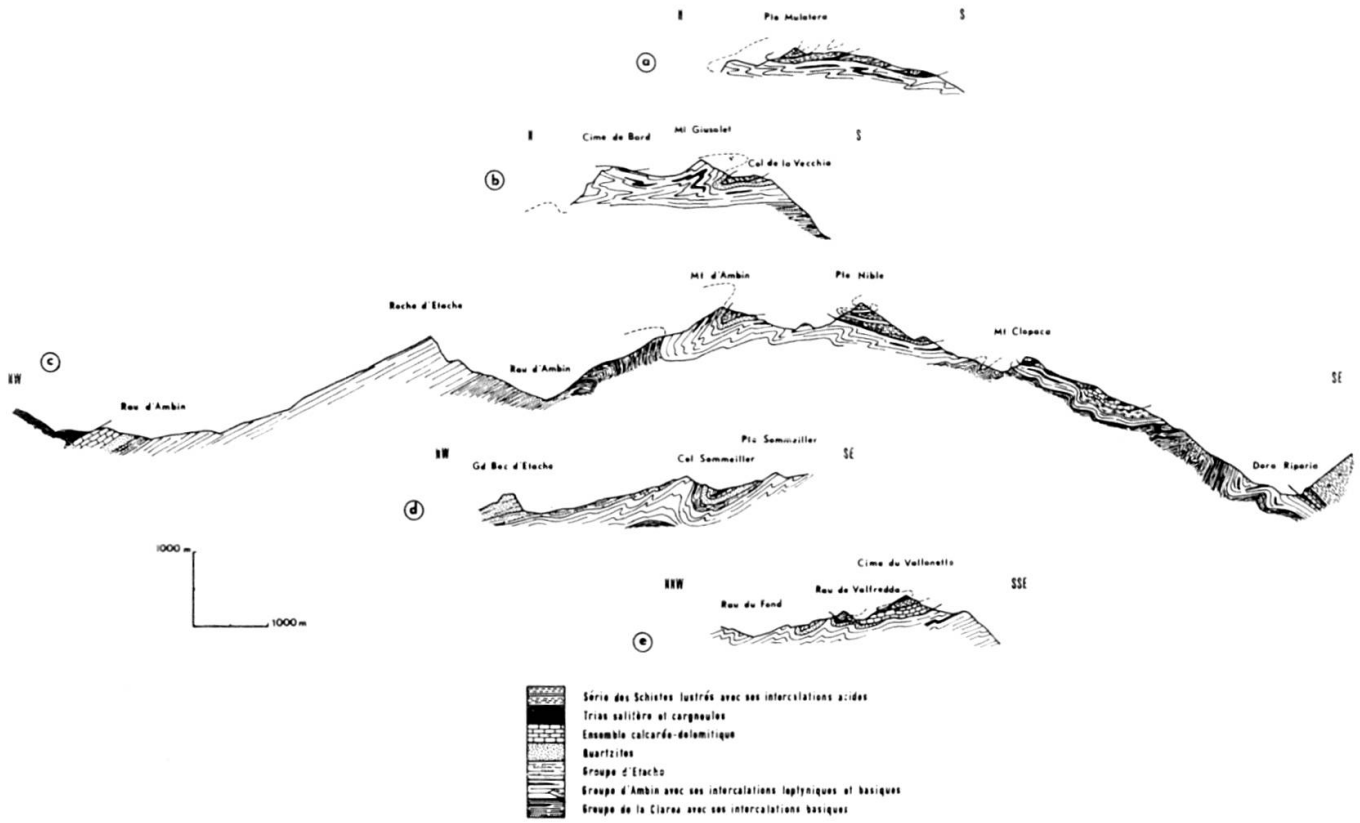 N Pte Mulatera S
a
N Cime de Bard Mt Giusalet S
Col de la Vecchia
b
Mt d'Ambin Pte Nible
Roche d'Etache
Mt Clopaca
c
Rau d'Ambin
NW SE
Rau d'Ambin
Pte Sommeiller
NW Gd Bec d'Etache Col Sommeiller SE
Dora Riparia
d
1000 m
Cime du Vallonetto
NNW Rau de Valfredda SSE
Rau du Fond
1000 m
e
Série des Schistes lustrés avec ses intercalations acides
Trias salifère et cargneules
Ensemble calcaréo-dolomitique
Quartzites
Groupe d'Etache
Groupe d'Ambin avec ses intercalations leptyniques et basiques
Groupe de la Clarea avec ses intercalations basiques